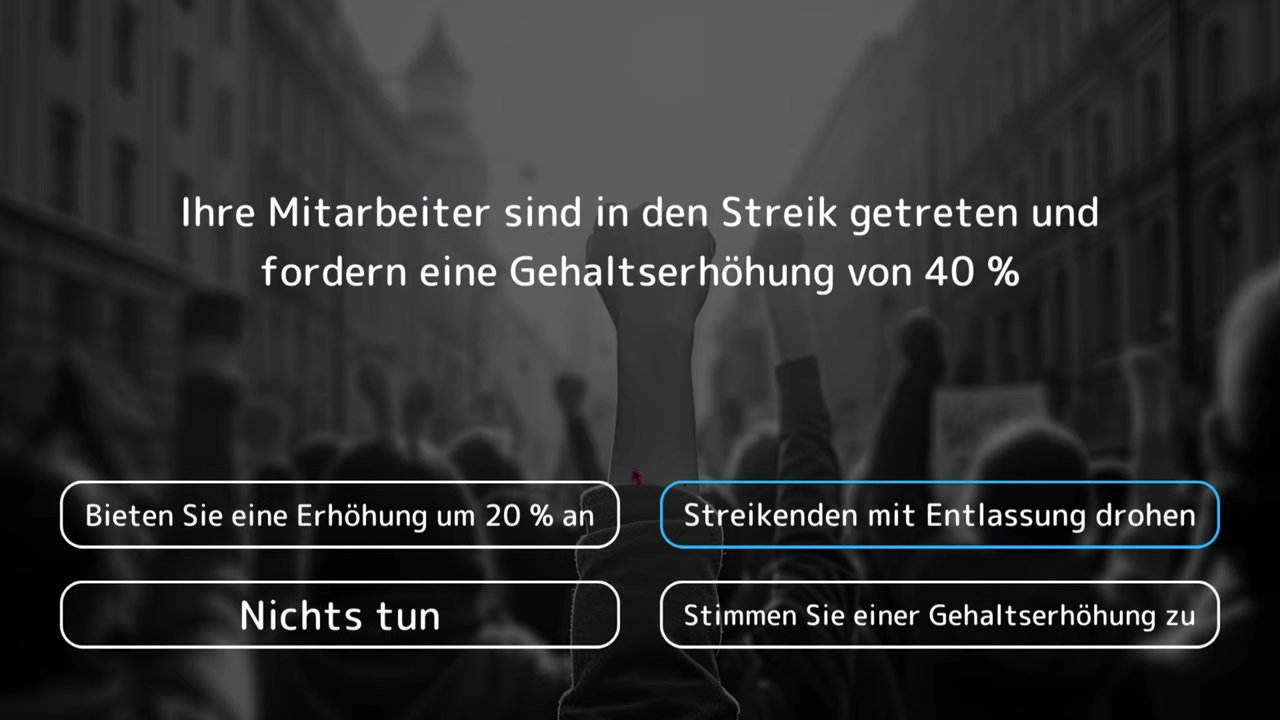 Ihre Mitarbeiter sind in den Streik getreten und
fordern eine Gehaltserhöhung von 40 %
Bieten Sie eine Erhöhung um 20 % an
Streikenden mit Entlassung drohen
Nichts tun
Stimmen Sie einer Gehaltserhöhung zu